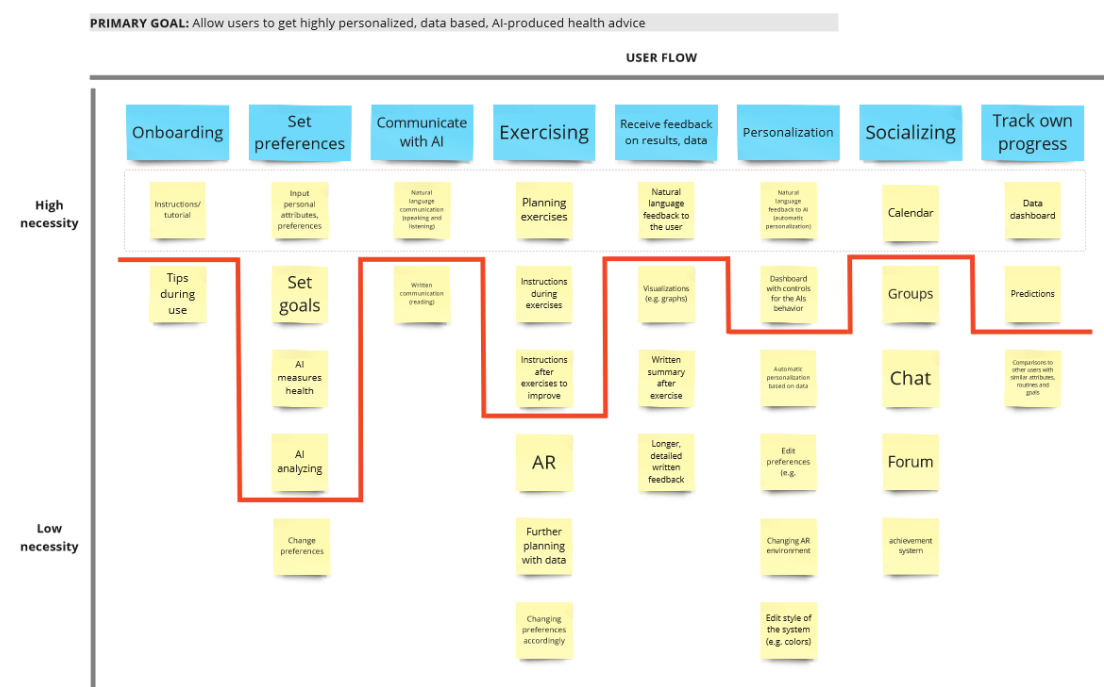 PRIMARY GOAL: Allow users to get highly personalized, data based, AI-produced health advice
USER FLOW
Onboarding
Set
preferences
Communicate
with AI
Exercising
Receive feedback
on results, data
Personalization
Socializing
Track own
progress
High
necessity
Instructions/
tutorial
Input
personal
attributes,
preferences
Natural
language
communication
(speaking and
listening)
Planning
exercises
Natural
language
feedback to
the user
Natural
language
feedback to AI
(automatic
personalization)
Calendar
Data
dashboard
Tips
during
use
Set
goals
Written
communication
(reading)
Instructions
during
exercises
Visualizations
(e.g. graphs)
Dashboard
with controls
for the AIs
behavior
Groups
Predictions
AI
measures
health
Instructions
after
exercises to
improve
Written
summary
after
exercise
Automatic
personalization
based on data
Chat
Comparisons to
other users with
similar attributes,
routines and
goals
AI
analyzing
AR
Longer,
detailed
written
feedback
Edit
preferences
(e.g.
Forum
Low
necessity
Change
preferences
Further
planning
with data
Changing AR
environment
achievement
system
Changing
preferences
accordingly
Edit style of
the system
(e.g. colors)